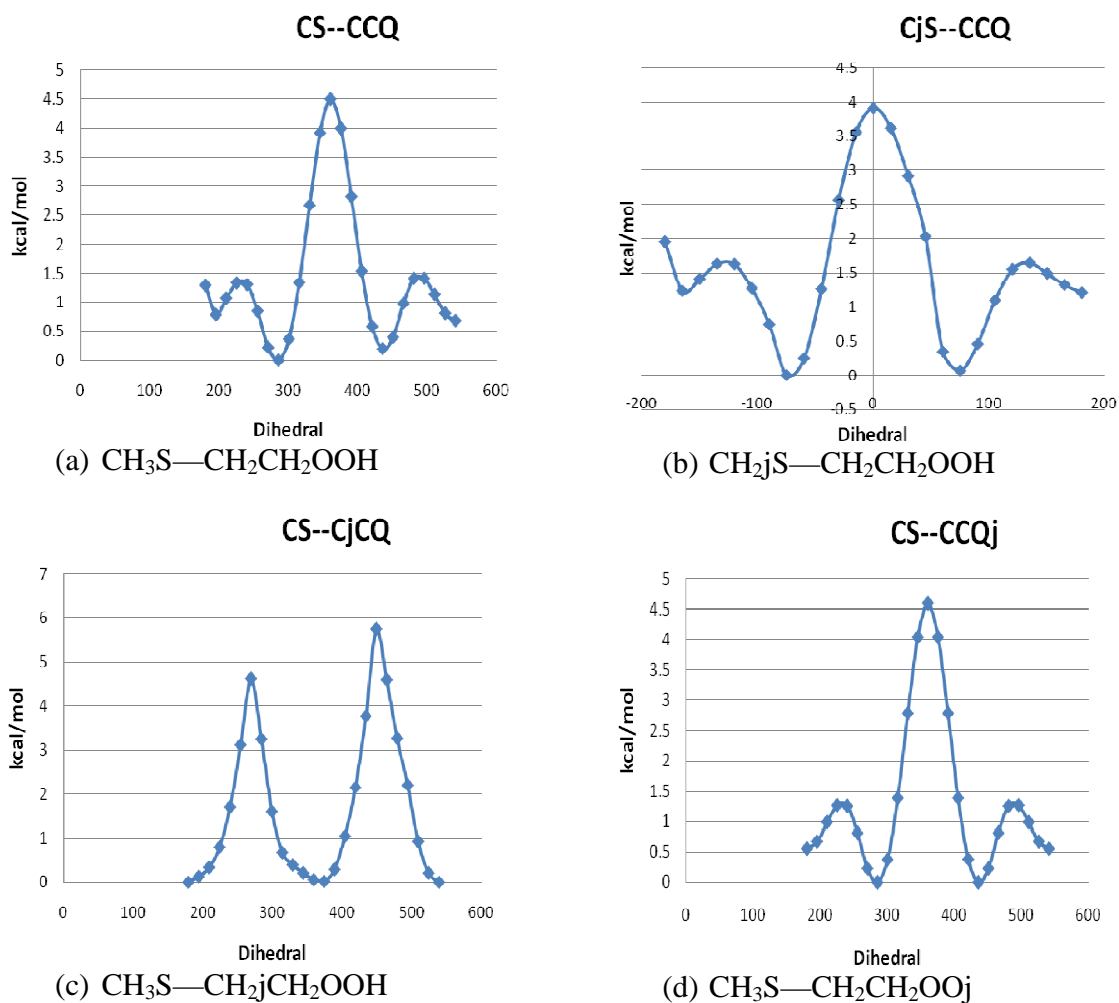 CS--CCQ
5
4.5
4
3.5
3
2.5
2
1.5
1
0.5
0
kcal/mol
0 100 200 300 400 500 600
Dihedral
(a) CH₃S—CH₂CH₂OOH
CjS--CCQ
4.5
4
3.5
3
2.5
2
1.5
1
0.5
0
-0.5
kcal/mol
-200 -100 0 100 200
Dihedral
(b) CH₂jS—CH₂CH₂OOH
CS--CjCQ
7
6
5
4
3
2
1
0
kcal/mol
0 100 200 300 400 500 600
Dihedral
(c) CH₃S—CH₂jCH₂OOH
CS--CCQj
5
4.5
4
3.5
3
2.5
2
1.5
1
0.5
0
kcal/mol
0 100 200 300 400 500 600
Dihedral
(d) CH₃S—CH₂CH₂OOj